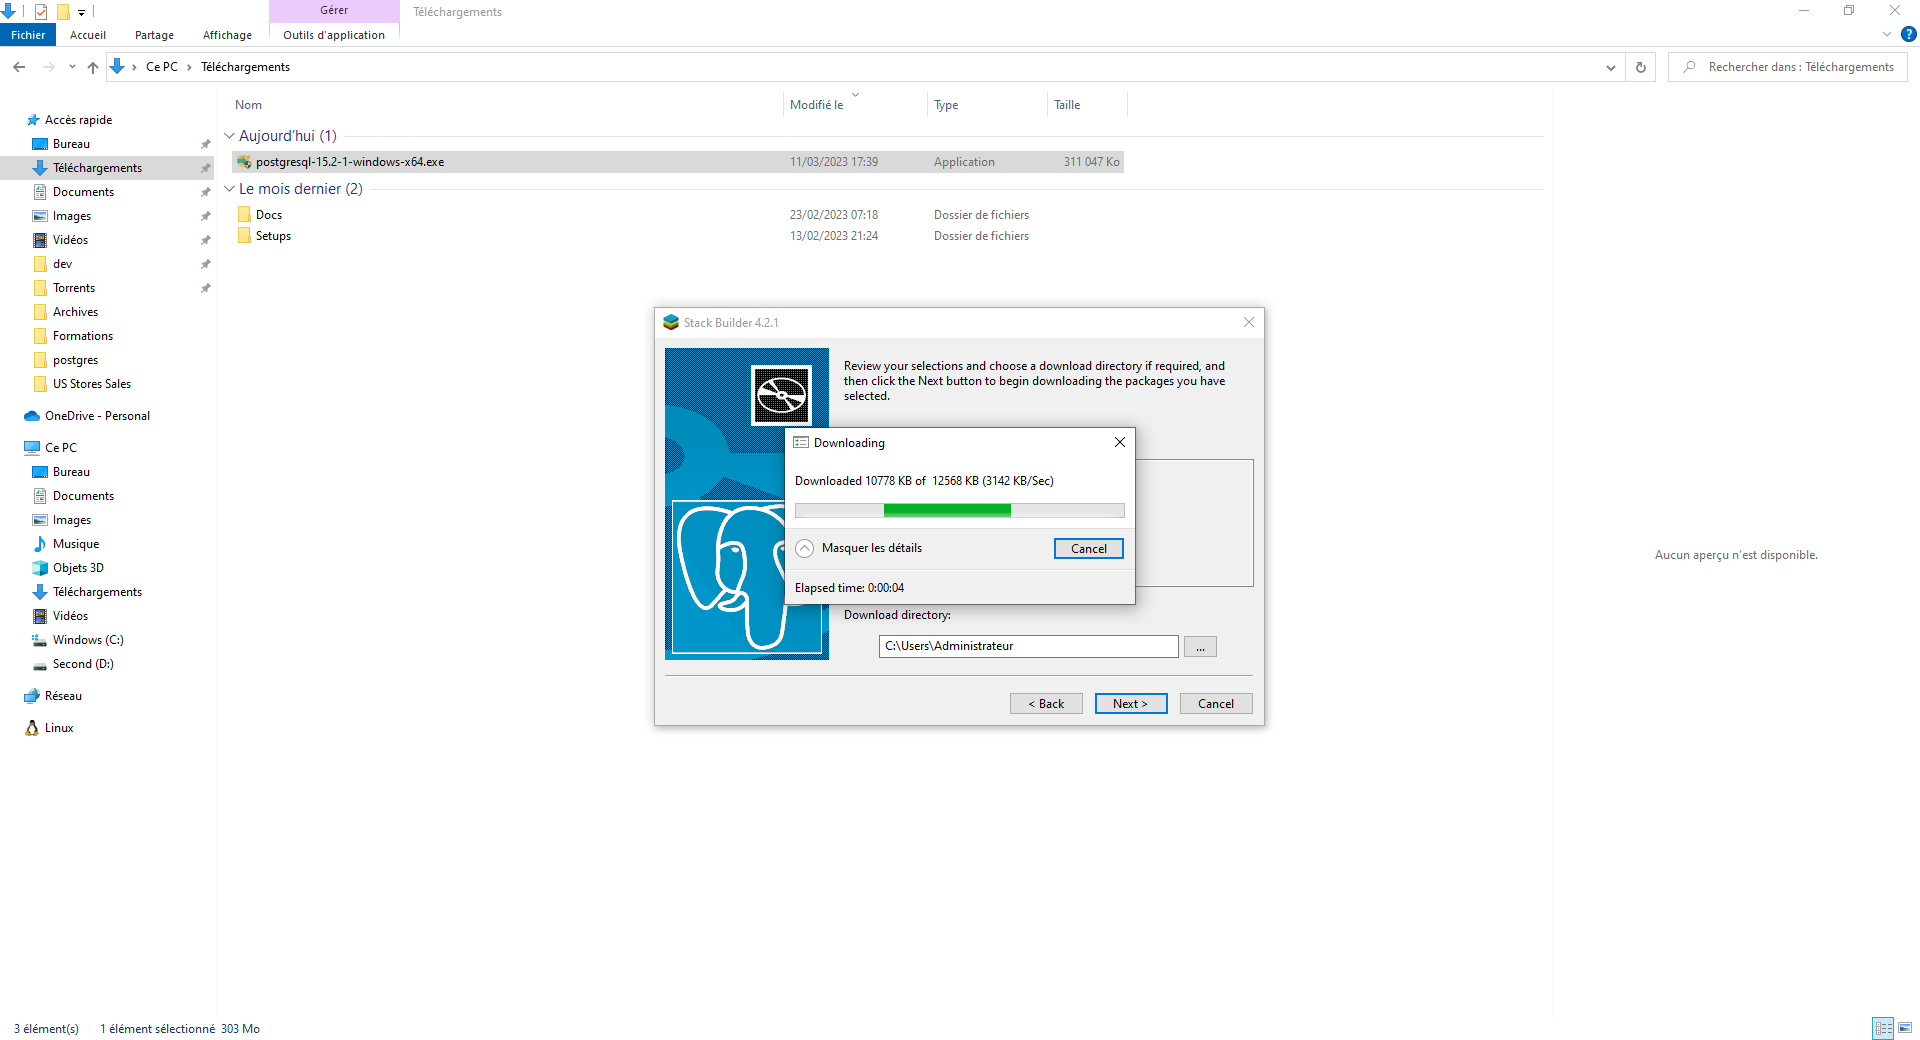 Gérer
Téléchargements
Fichier
Accueil
Partage
Affichage
Outils d'application
Ce PC
Téléchargements
Rechercher dans : Téléchargements
Nom
Modifié le
Type
Taille
Accès rapide
Bureau
Téléchargements
Documents
Images
Vidéos
dev
Torrents
Archives
Formations
postgres
US Stores Sales
OneDrive - Personal
Ce PC
Bureau
Documents
Images
Musique
Objets 3D
Téléchargements
Vidéos
Windows (C:)
Second (D:)
Réseau
Linux
Aujourd'hui (1)
postgresql-15.2-1-windows-x64.exe 11/03/2023 17:39 Application 311 047 Ko
Le mois dernier (2)
Docs 23/02/2023 07:18 Dossier de fichiers
Setups 13/02/2023 21:24 Dossier de fichiers
Stack Builder 4.2.1
Review your selections and choose a download directory if required, and
then click the Next button to begin downloading the packages you have
selected.
Downloading
Downloaded 10778 KB of 12568 KB (3142 KB/Sec)
Masquer les détails
Cancel
Elapsed time: 0:00:04
Download directory:
C:\Users\Administrateur
...
< Back
Next >
Cancel
Aucun aperçu n'est disponible.
3 élément(s)
1 élément sélectionné 303 Mo